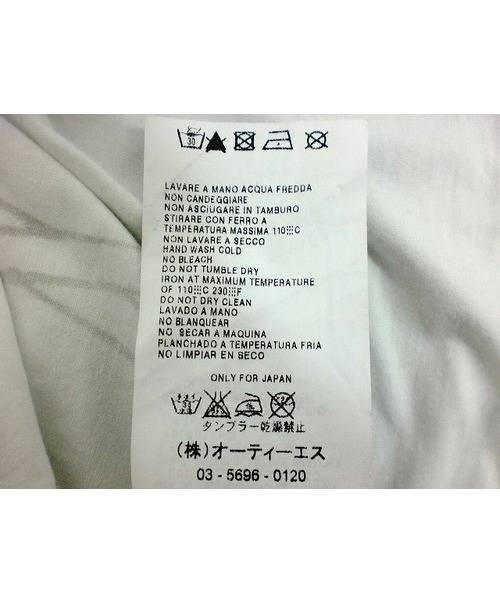 30
LAVARE A MANO ACQUA FREDDA
NON CANDEGGIARE
NON ASCIUGARE IN TAMBURO
STIRARE CON FERRO A
TEMPERATURA MASSIMA 110⣿C
NON LAVARE A SECCO
HAND WASH COLD
NO BLEACH
DO NOT TUMBLE DRY
IRON AT MAXIMUM TEMPERATURE
OF 110⣿C 230⣿F
DO NOT DRY CLEAN
LAVADO A MANO
NO BLANQUEAR
NO SECAR A MAQUINA
PLANCHADO A TEMPERATURA FRIA
NO LIMPIAR EN SECO
ONLY FOR JAPAN
タンブラー乾燥禁止
(株)オーティーエス
03 - 5696 - 0120